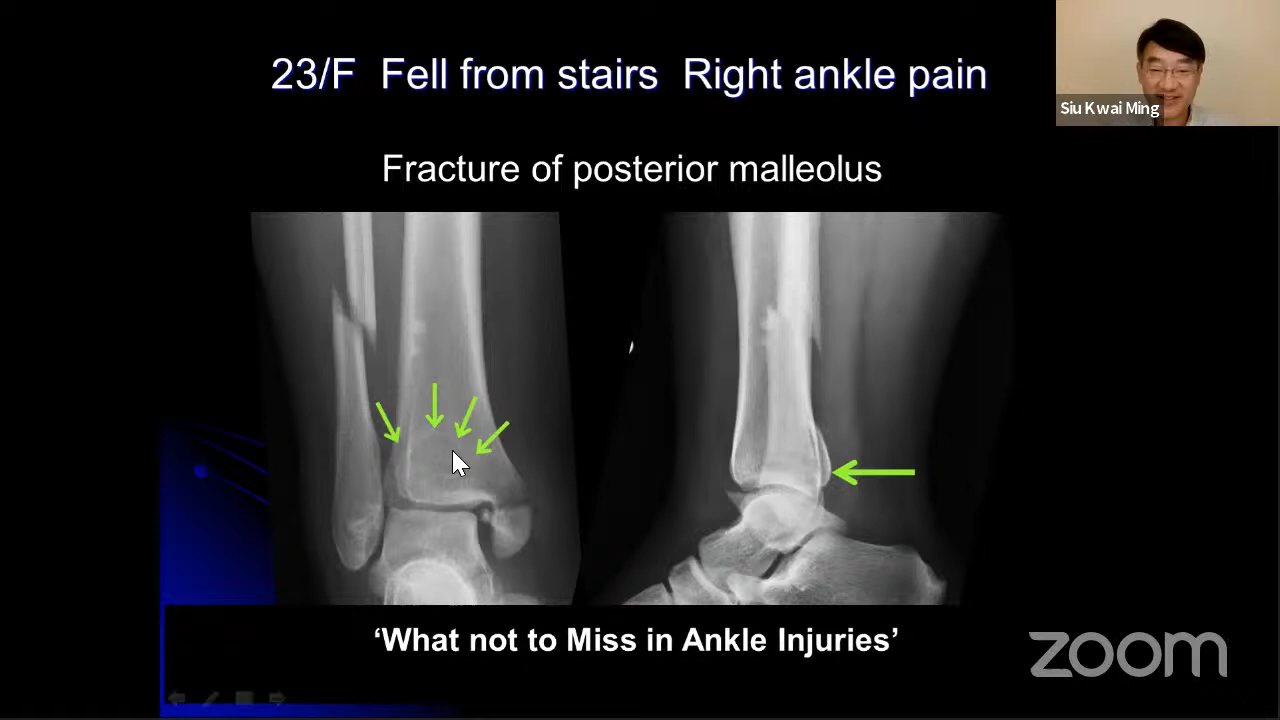 23/F Fell from stairs Right ankle pain
Siu Kwai Ming
Fracture of posterior malleolus
‘What not to Miss in Ankle Injuries’
zoom